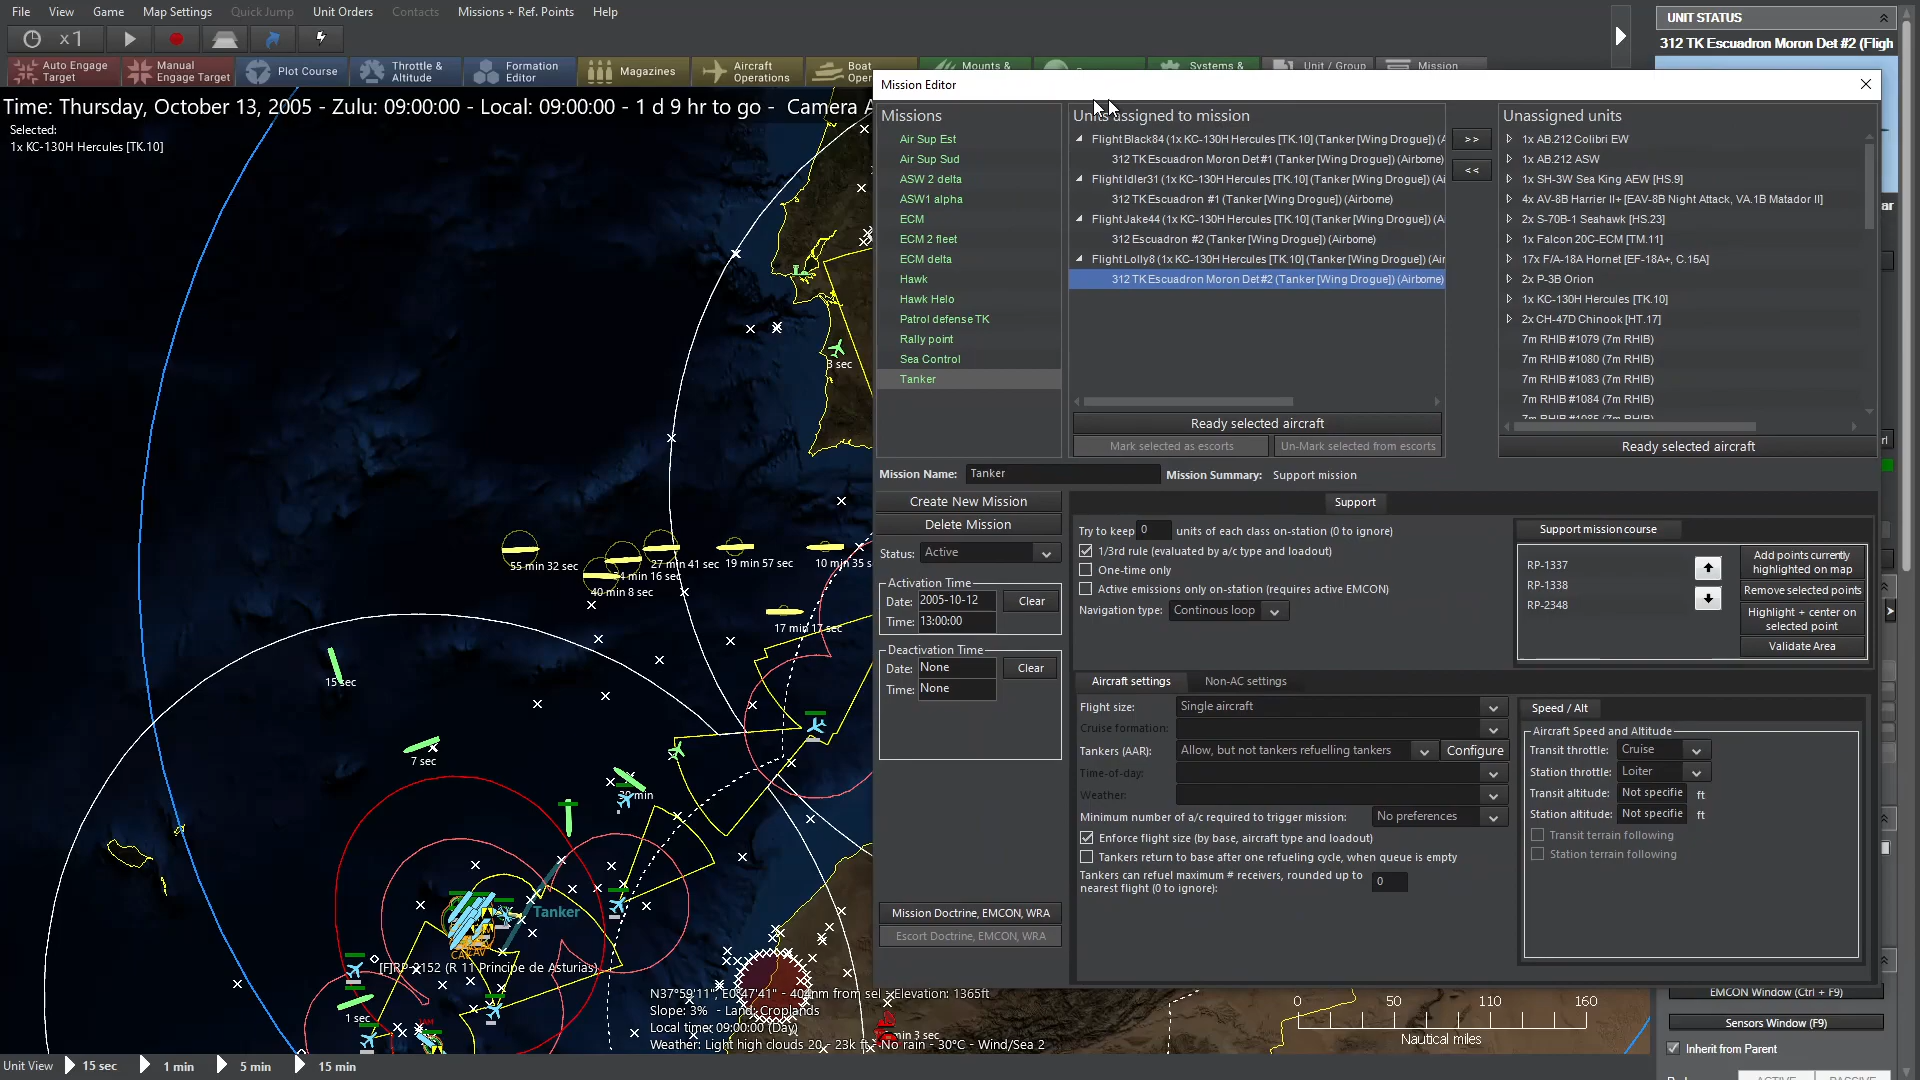 File View Game Map Settings Quick Jump Unit Orders Contacts Missions + Ref. Points Help
x1
Auto Engage Target
Manual Engage Target
Plot Course
Throttle & Altitude
Formation Editor
Magazines
Aircraft Operations
Boat
Mounts &
Systems &
Unit / Group
Mission
UNIT STATUS
312 TK Escuadron Moron Det #2 (Fligh
Time: Thursday, October 13, 2005 - Zulu: 09:00:00 - Local: 09:00:00 - 1 d 9 hr to go - Camera A
Selected:
1x KC-130H Hercules [TK.10]
Mission Editor
Missions
Air Sup Est
Air Sup Sud
ASW 2 delta
ASW1 alpha
ECM
ECM 2 fleet
ECM delta
Hawk
Hawk Helo
Patrol defense TK
Rally point
Sea Control
Tanker
Units assigned to mission
Flight Black84 (1x KC-130H Hercules [TK.10] (Tanker [Wing Drogue]) (A
312 TK Escuadron Moron Det #1 (Tanker [Wing Drogue]) (Airborne)
Flight Idler31 (1x KC-130H Hercules [TK.10] (Tanker [Wing Drogue]) (Ai
312 TK Escuadron #1 (Tanker [Wing Drogue]) (Airborne)
Flight Jake44 (1x KC-130H Hercules [TK.10] (Tanker [Wing Drogue]) (A
312 Escuadron #2 (Tanker [Wing Drogue]) (Airborne)
Flight Lolly8 (1x KC-130H Hercules [TK.10] (Tanker [Wing Drogue]) (Air
312 TK Escuadron Moron Det #2 (Tanker [Wing Drogue]) (Airborne)
Ready selected aircraft
Mark selected as escorts
Un-Mark selected from escorts
>>
<<
Unassigned units
1x AB.212 Colibri EW
1x AB.212 ASW
1x SH-3W Sea King AEW [HS.9]
4x AV-8B Harrier II+ [EAV-8B Night Attack, VA.1B Matador II]
2x S-70B-1 Seahawk [HS.23]
1x Falcon 20C-ECM [TM.11]
17x F/A-18A Hornet [EF-18A+, C.15A]
2x P-3B Orion
1x KC-130H Hercules [TK.10]
2x CH-47D Chinook [HT.17]
7m RHIB #1079 (7m RHIB)
7m RHIB #1080 (7m RHIB)
7m RHIB #1083 (7m RHIB)
7m RHIB #1084 (7m RHIB)
7m RHIB #1085 (7m RHIB)
Ready selected aircraft
Mission Name: Tanker
Mission Summary: Support mission
Create New Mission
Delete Mission
Status: Active
Activation Time
Date: 2005-10-12 Clear
Time: 13:00:00
Deactivation Time
Date: None Clear
Time: None
Mission Doctrine, EMCON, WRA
Escort Doctrine, EMCON, WRA
Support
Try to keep 0 units of each class on-station (0 to ignore)
1/3rd rule (evaluated by a/c type and loadout)
One-time only
Active emissions only on-station (requires active EMCON)
Navigation type: Continous loop
Support mission course
RP-1337
RP-1338
RP-2348
Add points currently highlighted on map
Remove selected points
Highlight + center on selected point
Validate Area
Aircraft settings
Non-AC settings
Flight size: Single aircraft
Cruise formation:
Tankers (AAR): Allow, but not tankers refuelling tankers Configure
Time-of-day:
Weather:
Minimum number of a/c required to trigger mission: No preferences
Enforce flight size (by base, aircraft type and loadout)
Tankers return to base after one refueling cycle, when queue is empty
Tankers can refuel maximum # receivers, rounded up to nearest flight (0 to ignore): 0
Speed / Alt
Aircraft Speed and Altitude
Transit throttle: Cruise
Station throttle: Loiter
Transit altitude: Not specifie ft
Station altitude: Not specifie ft
Transit terrain following
Station terrain following
3 sec
55 min 32 sec
40 min 8 sec
27 min 41 sec
19 min 57 sec
10 min 35 s
17 min 17 sec
15 sec
7 sec
Tanker
(R 11 Principe de Asturias)
1 sec
N37°59'11", E0°47'41" - 404nm from sel - Elevation: 1365ft
Slope: 3% - Land: Croplands
Local time: 09:00:00 (Day)
Weather: Light high clouds 20 - 23k ft - No rain - 30°C - Wind/Sea 2
0 50 110 160
Nautical miles
EMCON Window (Ctrl + F9)
Sensors Window (F9)
Inherit from Parent
Unit View 15 sec 1 min 5 min 15 min